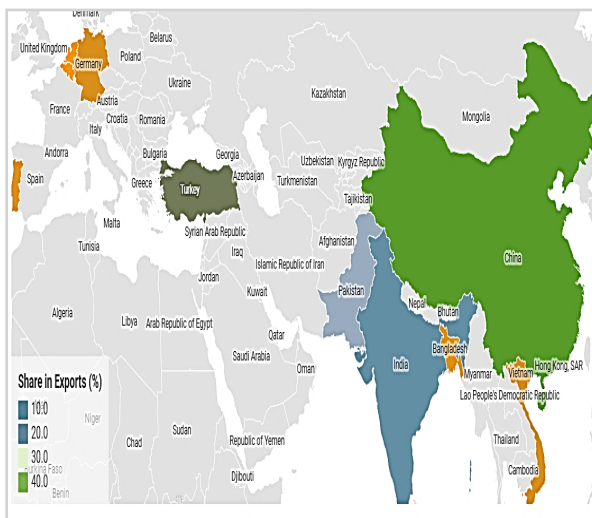 Denmark
Belarus
United Kingdom
Poland
Germany
Ukraine
Kazakhstan
France
Austria
Croatia
Romania
Mongolia
Italy
Andorra
Bulgaria
Georgia
Uzbekistan
Kyrgyz Republic
Spain
Greece
Turkey
Azerbaijan
Turkmenistan
Tajikistan
Malta
Syrian Arab Republic
Afghanistan
China
Tunisia
Iraq
Islamic Republic of Iran
Jordan
Kuwait
Pakistan
Nepal
Bhutan
Algeria
Libya
Arab Republic of Egypt
Qatar
Bangladesh
Saudi Arabia
Oman
India
Myanmar
Vietnam
Hong Kong, SAR
Lao People's Democratic Republic
Share in Exports (%)
10.0
20.0
30.0
40.0
Niger
Chad
Sudan
Republic of Yemen
Thailand
Burkina Faso
Djibouti
Cambodia
Benin